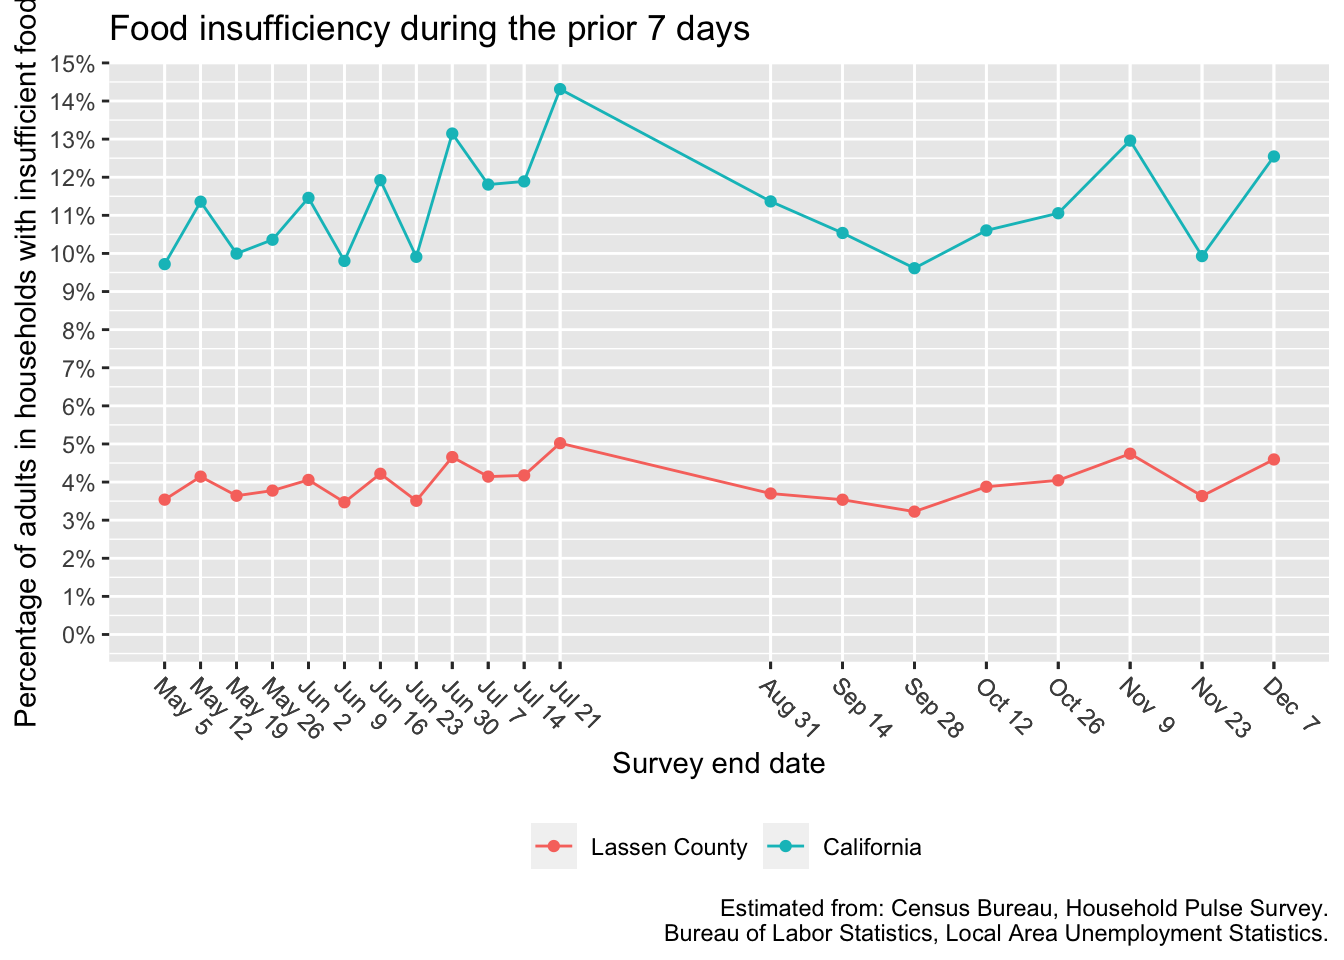 Food insufficiency during the prior 7 days
Percentage of adults in households with insufficient food
15%
14%
13%
12%
11%
10%
9%
8%
7%
6%
5%
4%
3%
2%
1%
0%
May 5
May 12
May 19
May 26
Jun 2
Jun 9
Jun 16
Jun 23
Jun 30
Jul 7
Jul 14
Jul 21
Aug 31
Sep 14
Sep 28
Oct 12
Oct 26
Nov 9
Nov 23
Dec 7
Survey end date
Lassen County
California
Estimated from: Census Bureau, Household Pulse Survey.
Bureau of Labor Statistics, Local Area Unemployment Statistics.